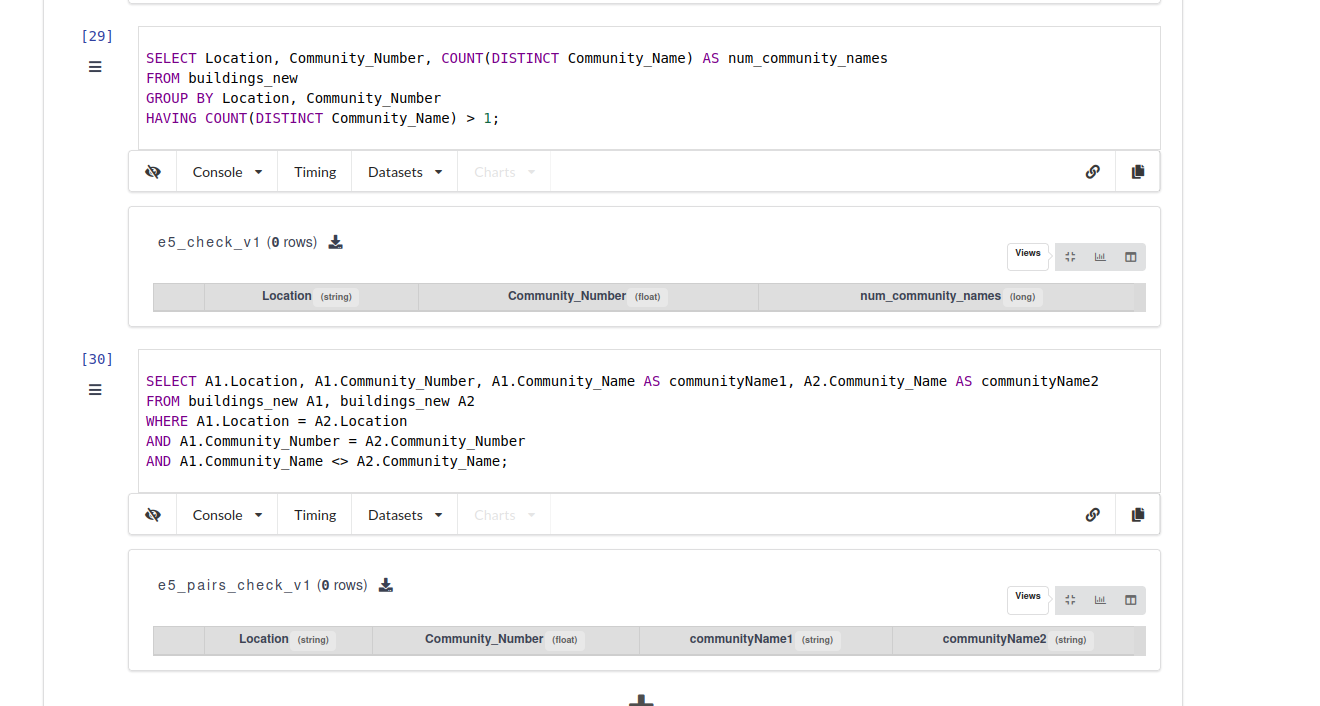 [29]
SELECT Location, Community_Number, COUNT(DISTINCT Community_Name) AS num_community_names
FROM buildings_new
GROUP BY Location, Community_Number
HAVING COUNT(DISTINCT Community_Name) > 1;
Console Timing Datasets Charts
e5_check_v1 (0 rows)
Views
Location (string) Community_Number (float) num_community_names (long)
[30]
SELECT A1.Location, A1.Community_Number, A1.Community_Name AS communityName1, A2.Community_Name AS communityName2
FROM buildings_new A1, buildings_new A2
WHERE A1.Location = A2.Location
AND A1.Community_Number = A2.Community_Number
AND A1.Community_Name <> A2.Community_Name;
Console Timing Datasets Charts
e5_pairs_check_v1 (0 rows)
Views
Location (string) Community_Number (float) communityName1 (string) communityName2 (string)